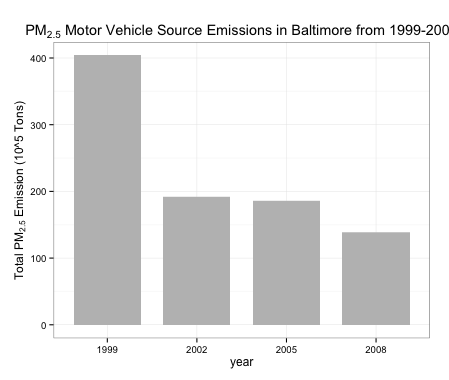 PM2.5 Motor Vehicle Source Emissions in Baltimore from 1999-200
Total PM2.5 Emission (10^5 Tons)
400
300
200
100
0
1999 2002 2005 2008
year